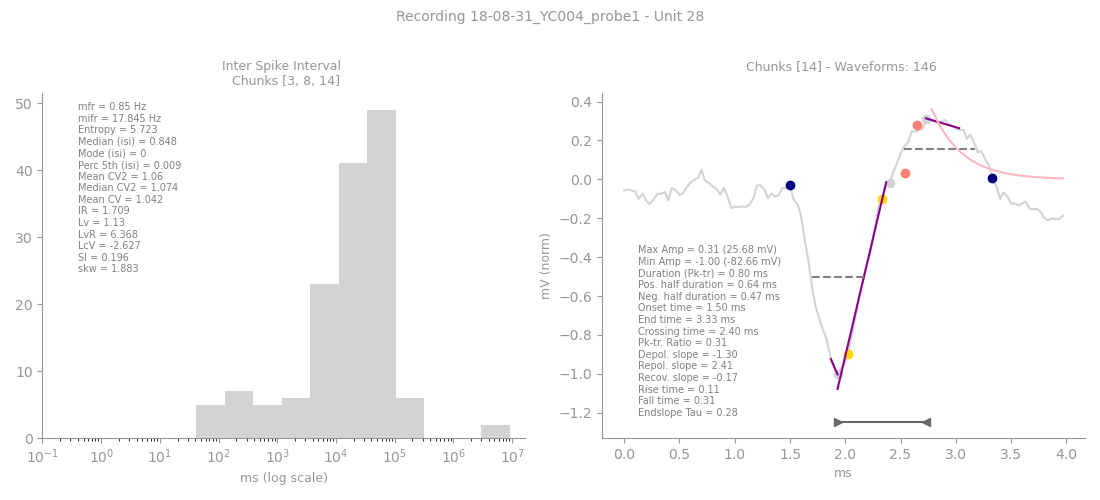 Recording 18-08-31_YC004_probe1 - Unit 28
Inter Spike Interval
Chunks [3, 8, 14]
mfr = 0.85 Hz
mifr = 17.845 Hz
Entropy = 5.723
Median (isi) = 0.848
Mode (isi) = 0
Perc 5th (isi) = 0.009
Mean CV2 = 1.06
Median CV2 = 1.074
Mean CV = 1.042
IR = 1.709
Lv = 1.13
LvR = 6.368
LcV = -2.627
SI = 0.196
skw = 1.883
50
40
30
20
10
0
10⁻¹ 10⁰ 10¹ 10² 10³ 10⁴ 10⁵ 10⁶ 10⁷
ms (log scale)
Chunks [14] - Waveforms: 146
mV (norm)
0.4
0.2
0.0
−0.2
−0.4
−0.6
−0.8
−1.0
−1.2
Max Amp = 0.31 (25.68 mV)
Min Amp = -1.00 (-82.66 mV)
Duration (Pk-tr) = 0.80 ms
Pos. half duration = 0.64 ms
Neg. half duration = 0.47 ms
Onset time = 1.50 ms
End time = 3.33 ms
Crossing time = 2.40 ms
Pk-tr. Ratio = 0.31
Depol. slope = -1.30
Repol. slope = 2.41
Recov. slope = -0.17
Rise time = 0.11
Fall time = 0.31
Endslope Tau = 0.28
0.0 0.5 1.0 1.5 2.0 2.5 3.0 3.5 4.0
ms